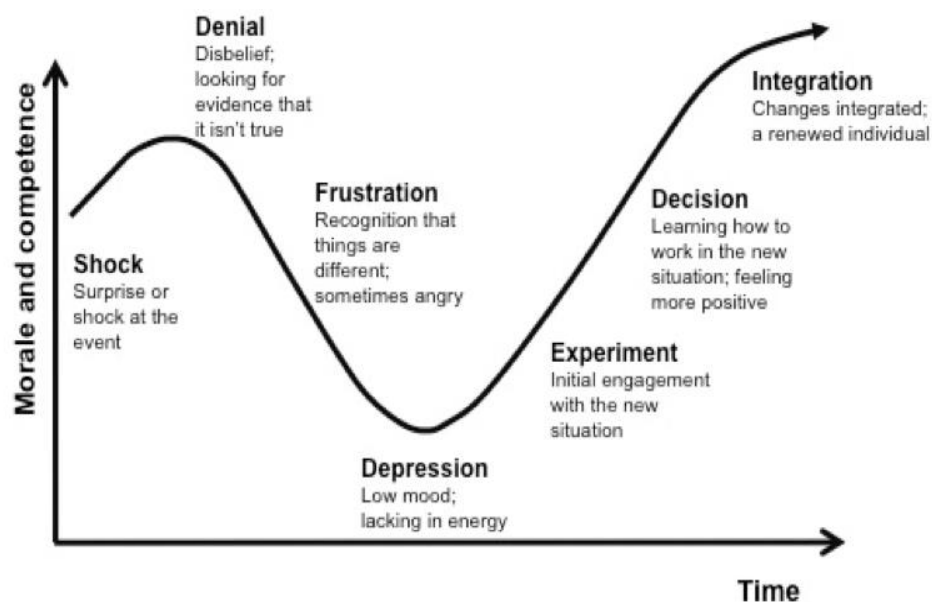 Denial
Disbelief;
looking for
evidence that
it isn't true
Morale and competence
Shock
Surprise or
shock at the
event
Frustration
Recognition that
things are
different;
sometimes angry
Depression
Low mood;
lacking in energy
Experiment
Initial engagement
with the new
situation
Decision
Learning how to
work in the new
situation; feeling
more positive
Integration
Changes integrated;
a renewed individual
Time